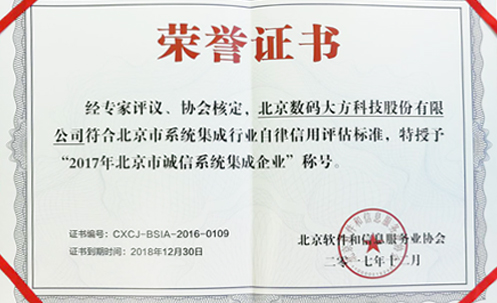 荣誉证书
经专家评议、协会核定，北京数码大方科技股份有限
公司符合北京市系统集成行业自律信用评估标准，特授予
“2017年北京市诚信系统集成企业”称号。
证书编号：CXCJ-BSIA-2016-0109
证书到期时间：2018年12月30日
北京软件和信息服务业协会
二零一七年十二月